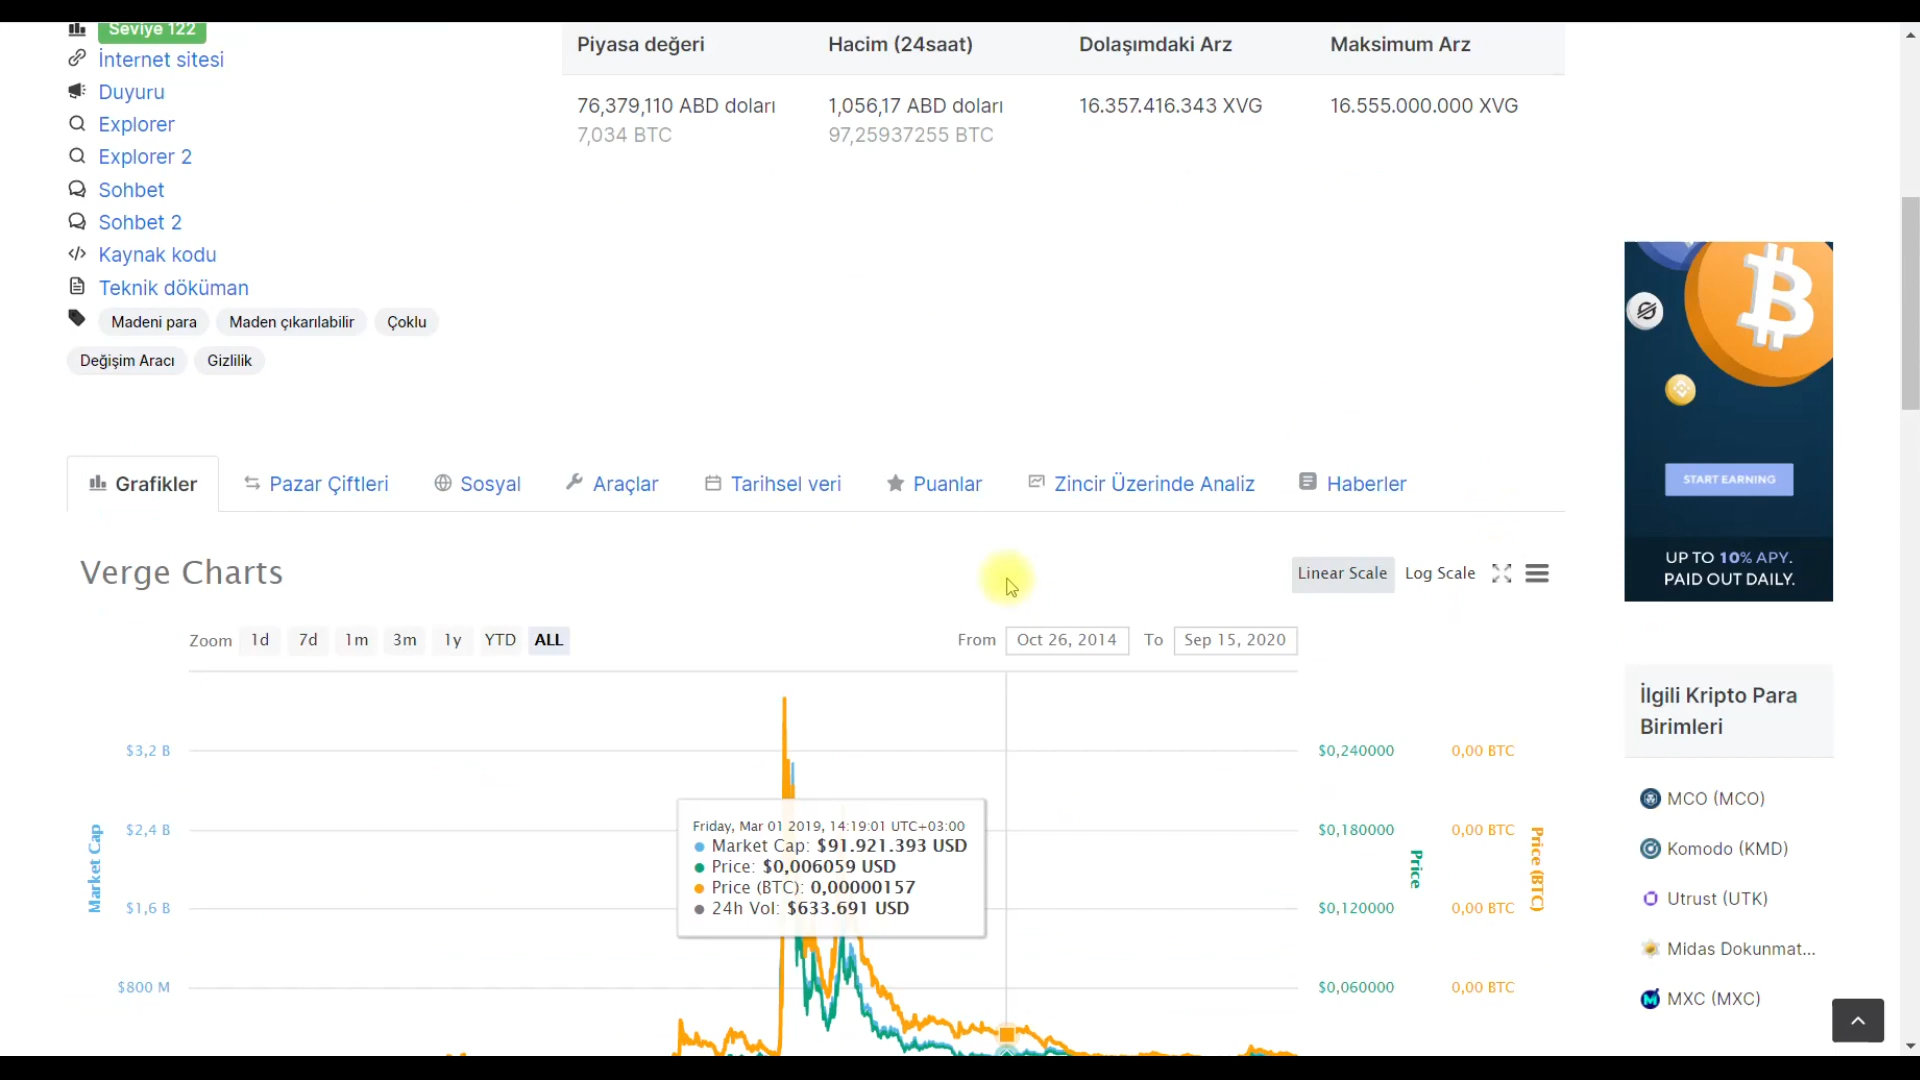 Seviye 122
İnternet sitesi
Duyuru
Explorer
Explorer 2
Sohbet
Sohbet 2
Kaynak kodu
Teknik döküman
Madeni para Maden çıkarılabilir Çoklu
Değişim Aracı Gizlilik
Piyasa değeri Hacim (24saat) Dolaşımdaki Arz Maksimum Arz
76,379,110 ABD doları 1,056,17 ABD doları 16.357.416.343 XVG 16.555.000.000 XVG
7,034 BTC 97,25937255 BTC
START EARNING
UP TO 10% APY.
PAID OUT DAILY.
Grafikler Pazar Çiftleri Sosyal Araçlar Tarihsel veri Puanlar Zincir Üzerinde Analiz Haberler
Verge Charts
Linear Scale Log Scale
Zoom 1d 7d 1m 3m 1y YTD ALL
From Oct 26, 2014 To Sep 15, 2020
$3,2 B $0,240000 0,00 BTC
$2,4 B $0,180000 0,00 BTC
$1,6 B $0,120000 0,00 BTC
$800 M $0,060000 0,00 BTC
Market Cap
Price
Price (BTC)
Friday, Mar 01 2019, 14:19:01 UTC+03:00
Market Cap: $91.921.393 USD
Price: $0,006059 USD
Price (BTC): 0,00000157
24h Vol: $633.691 USD
İlgili Kripto Para
Birimleri
MCO (MCO)
Komodo (KMD)
Utrust (UTK)
Midas Dokunmat...
MXC (MXC)